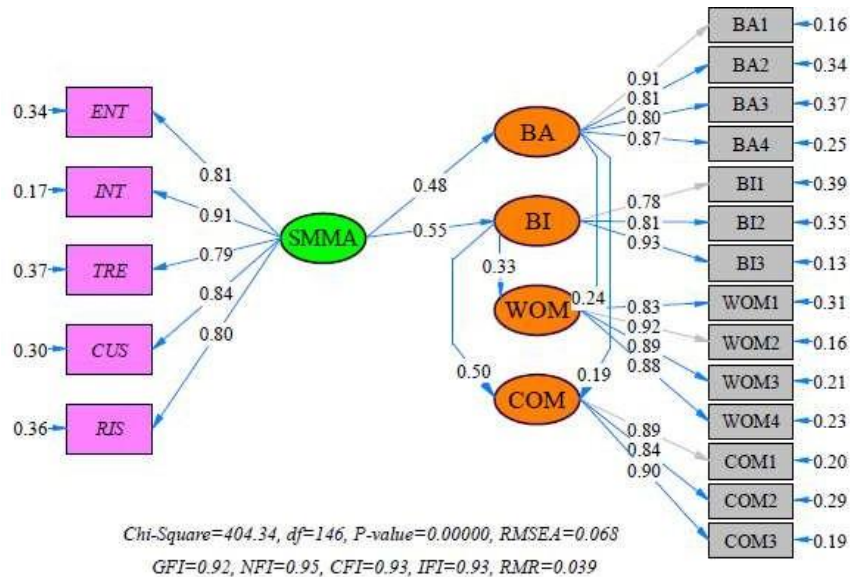 0.34 ENT
0.17 INT
0.37 TRE
0.30 CUS
0.36 RIS
0.81
0.91
0.79
0.84
0.80
SMMA
0.48
0.55
BA
BI
0.33
WOM
0.24
0.50
COM
0.19
0.91
0.81
0.80
0.87
0.78
0.81
0.93
0.83
0.92
0.89
0.88
0.89
0.84
0.90
BA1 0.16
BA2 0.34
BA3 0.37
BA4 0.25
BI1 0.39
BI2 0.35
BI3 0.13
WOM1 0.31
WOM2 0.16
WOM3 0.21
WOM4 0.23
COM1 0.20
COM2 0.29
COM3 0.19
Chi-Square=404.34, df=146, P-value=0.00000, RMSEA=0.068
GFI=0.92, NFI=0.95, CFI=0.93, IFI=0.93, RMR=0.039